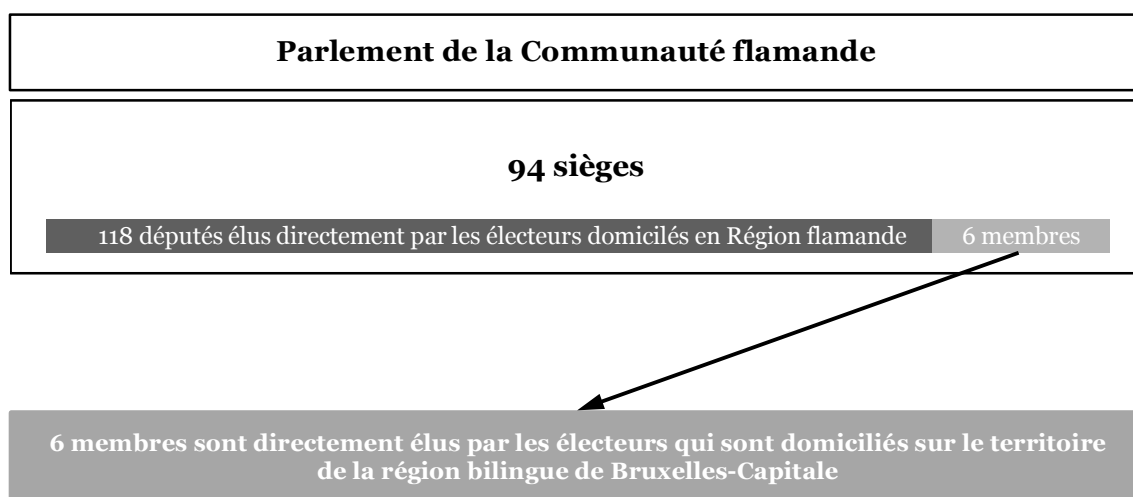 Parlement de la Communauté flamande
94 sièges
118 députés élus directement par les électeurs domicilés en Région flamande
6 membres
6 membres sont directement élus par les électeurs qui sont domiciliés sur le territoire
de la région bilingue de Bruxelles-Capitale